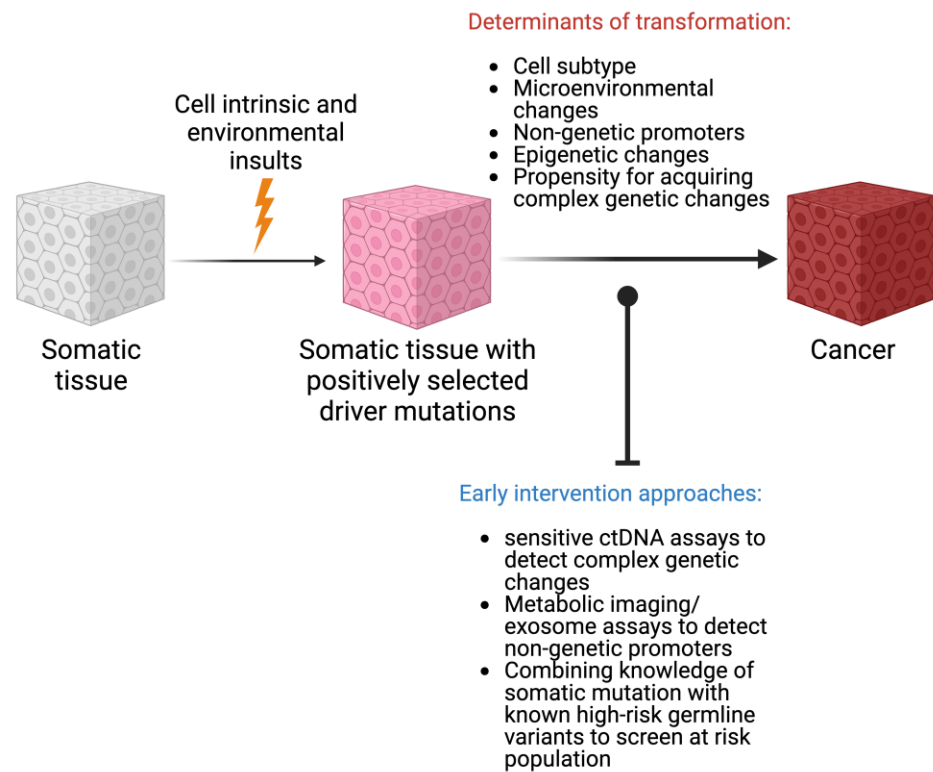 Determinants of transformation:
• Cell subtype
• Microenvironmental
changes
• Non-genetic promoters
• Epigenetic changes
• Propensity for acquiring
complex genetic changes
Cell intrinsic and
environmental
insults
Somatic
tissue
Somatic tissue with
positively selected
driver mutations
Cancer
Early intervention approaches:
• sensitive ctDNA assays to
detect complex genetic
changes
• Metabolic imaging/
exosome assays to detect
non-genetic promoters
• Combining knowledge of
somatic mutation with
known high-risk germline
variants to screen at risk
population